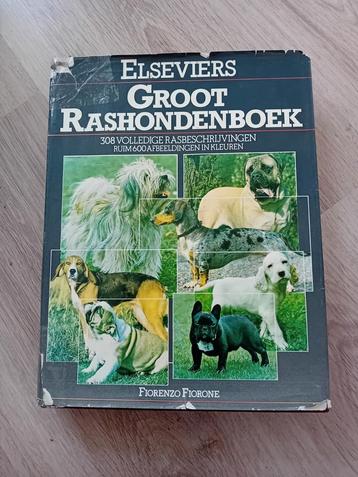 ELSEVIERS
GROOT
RASHONDENBOEK
308 VOLLEDIGE RASBESCHRIJVINGEN
RUIM 600 AFBEELDINGEN IN KLEUREN
FIORENZO FIORONE